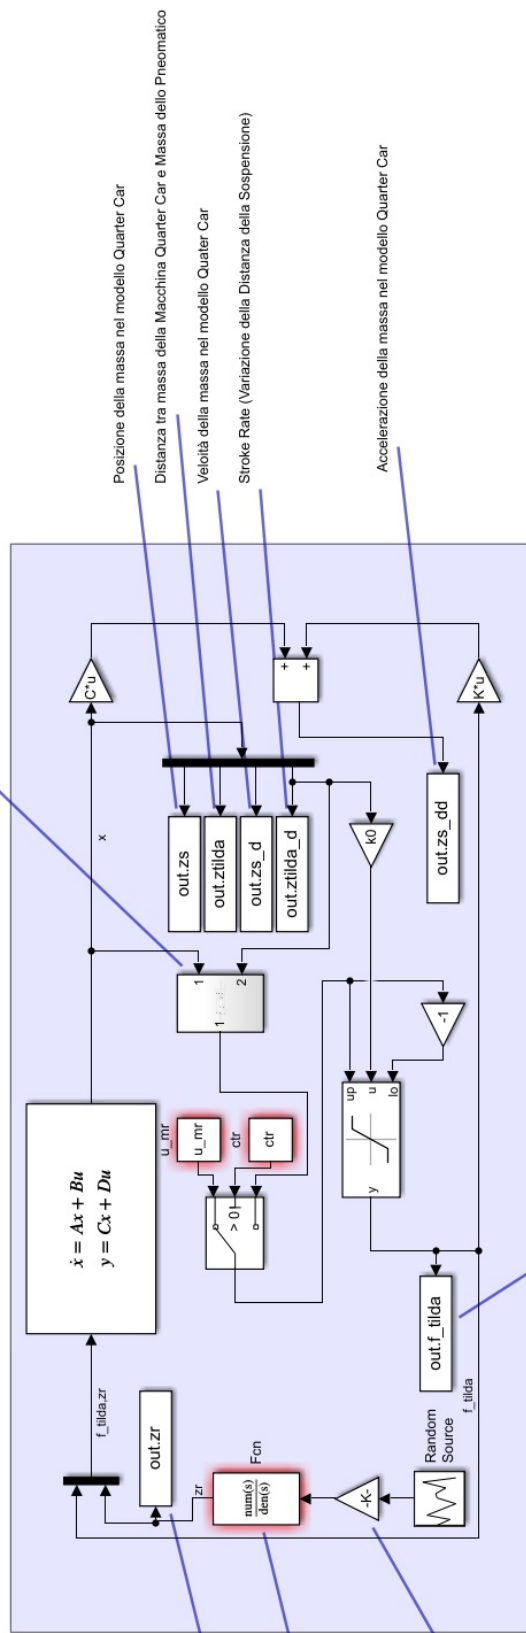 Posizione della massa nel modello Quarter Car
Distanza tra massa della Macchina Quarter Car e Massa dello Pneumatico
Veloità della massa nel modello Quater Car
Stroke Rate (Variazione della Distanza della Sospensione)
Accelerazione della massa nel modello Quarter Car
f_tilda,zr
ẋ = Ax + Bu
y = Cx + Du
x
C*u
out.zr
zr
Fcn
num(s)
den(s)
-K-
Random
Source
u_mr
u_mr
ctr
ctr
> 0
1
1
2
out.zs
out.ztilda
out.zs_d
out.ztilda_d
+
+
k0
-1
up
u
lo
y
out.f_tilda
f_tilda
out.zs_dd
K*u